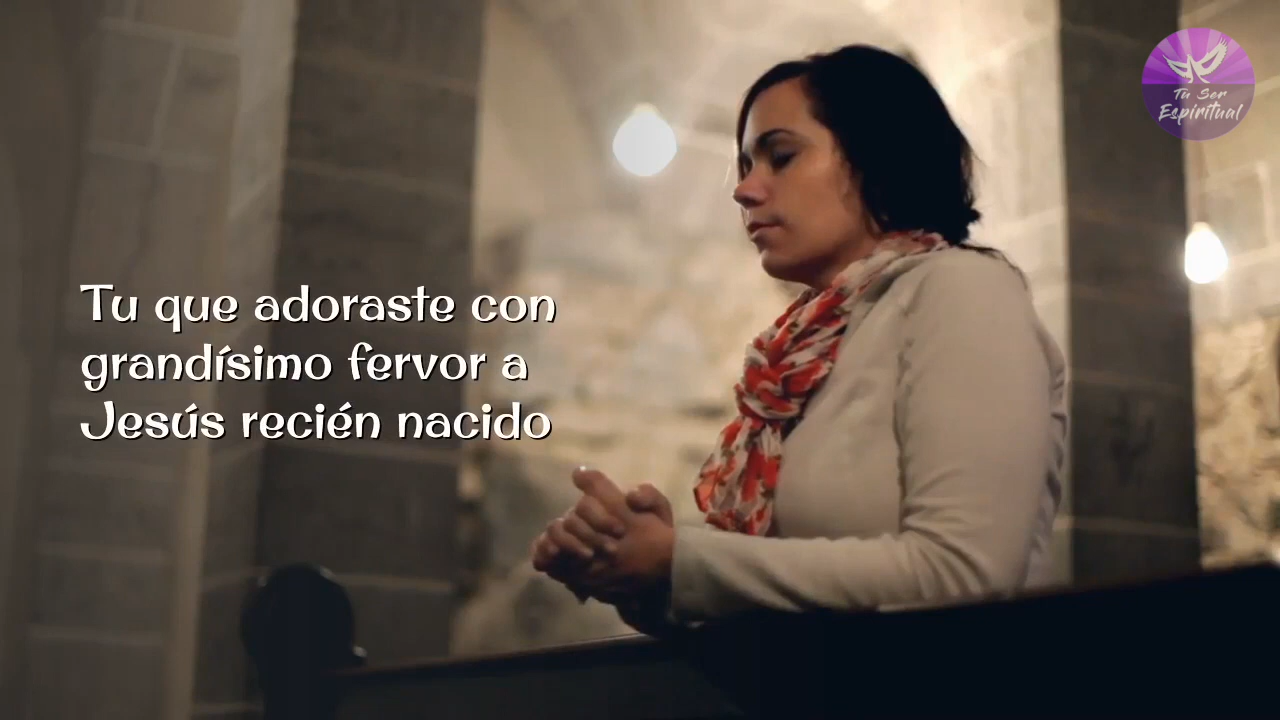 Tu Ser
Espiritual
Tu que adoraste con
grandísimo fervor a
Jesús recién nacido